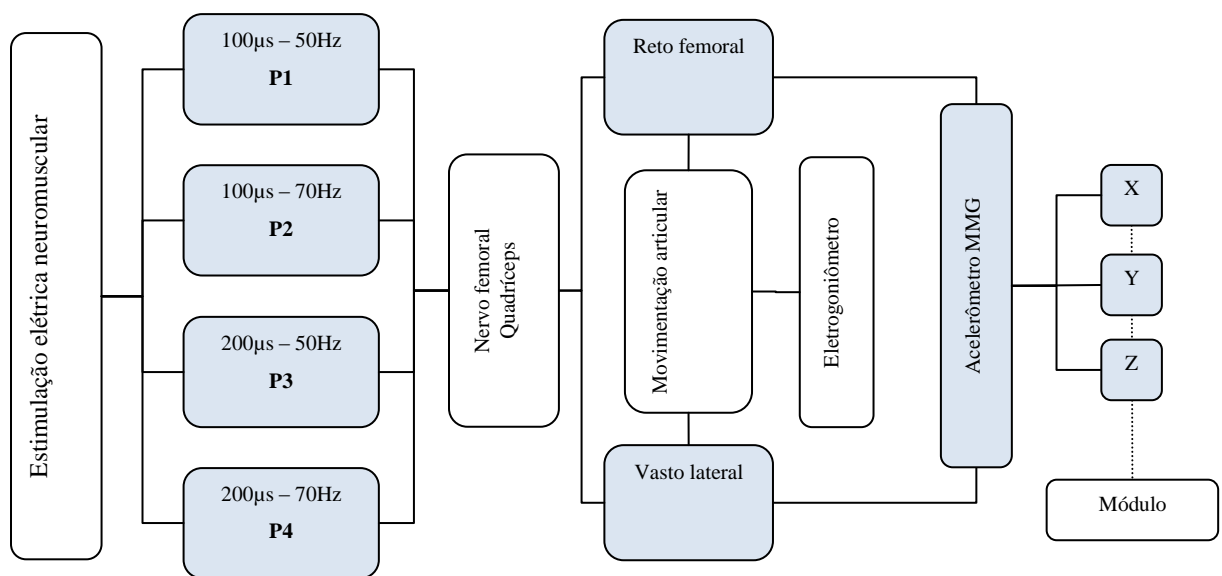 Estimulação elétrica neuromuscular
100µs – 50Hz
P1
100µs – 70Hz
P2
200µs – 50Hz
P3
200µs – 70Hz
P4
Nervo femoral
Quadríceps
Reto femoral
Movimentação articular
Vasto lateral
Eletrogoniômetro
Acelerômetro MMG
X
Y
Z
Módulo